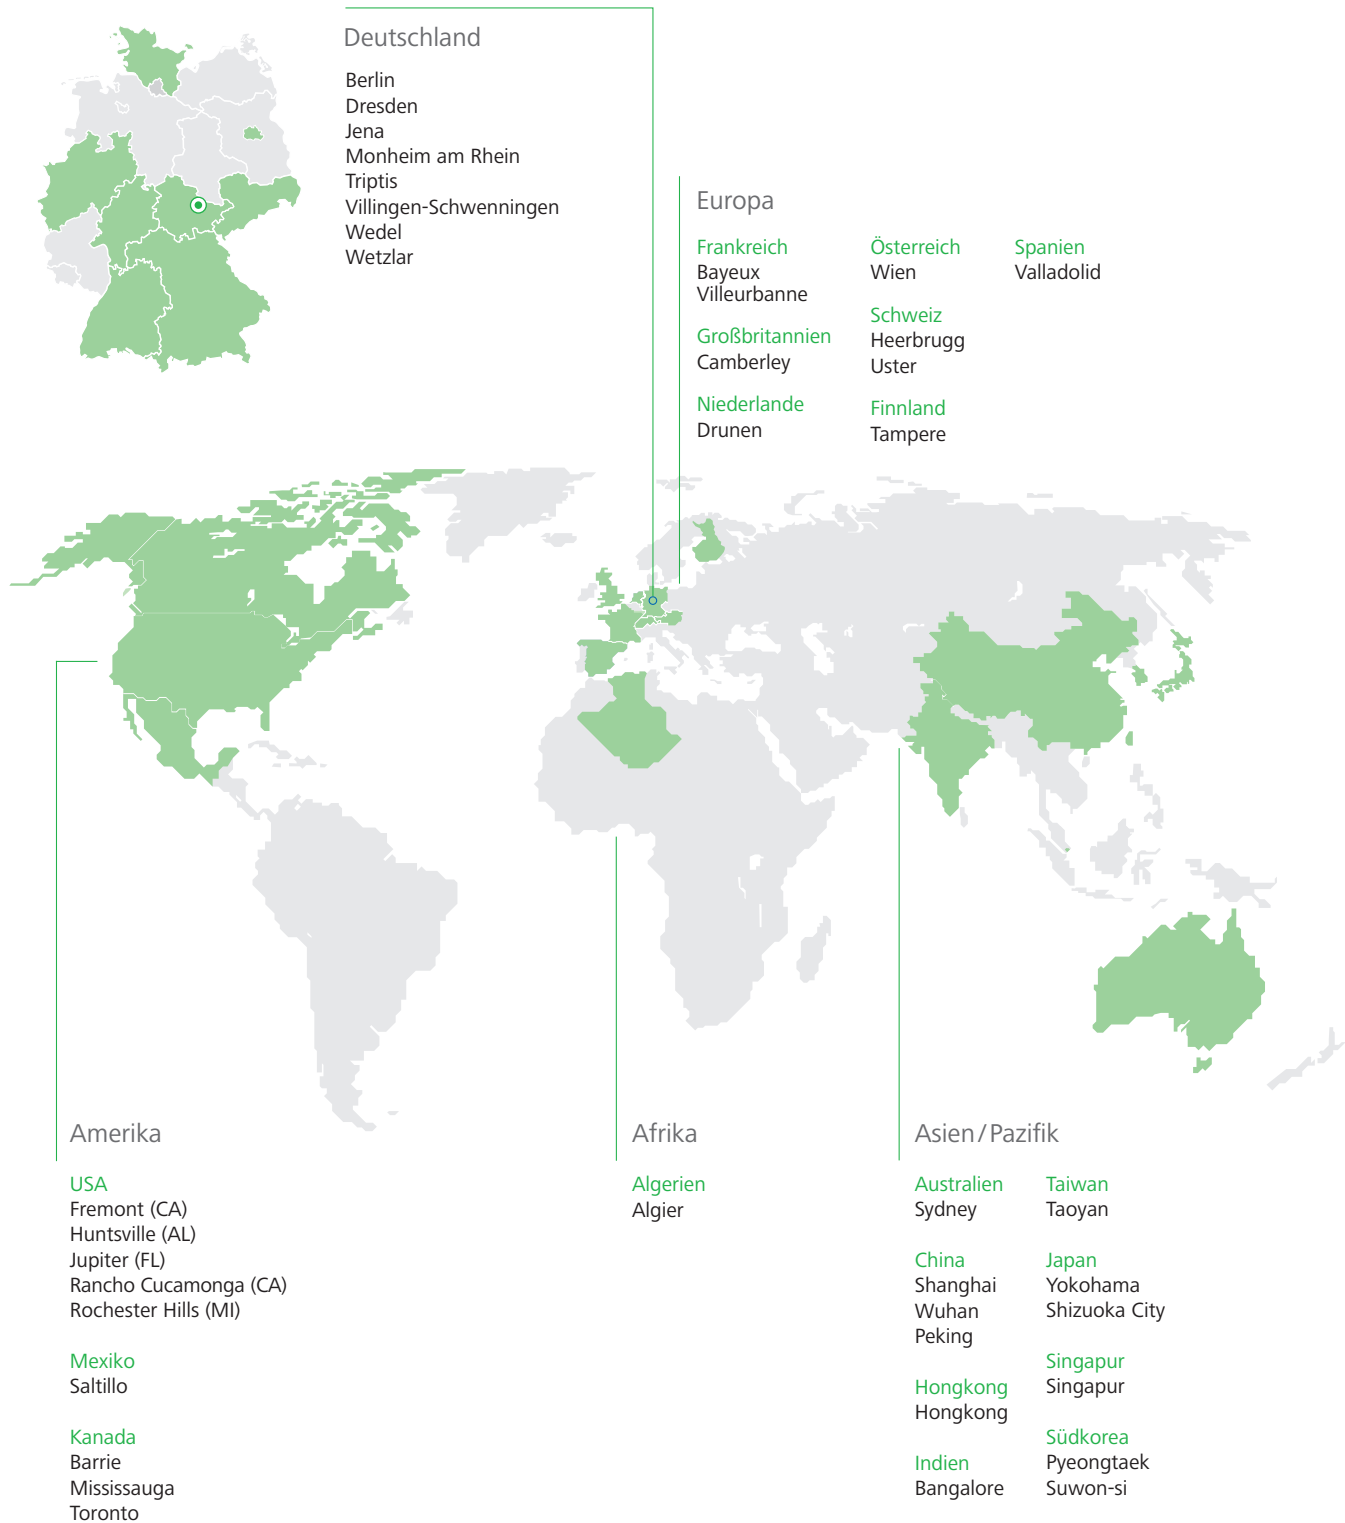 Deutschland
Berlin
Dresden
Jena
Monheim am Rhein
Triptis
Villingen-Schwenningen
Wedel
Wetzlar
Europa
Frankreich
Bayeux
Villeurbanne
Großbritannien
Camberley
Niederlande
Drunen
Österreich
Wien
Schweiz
Heerbrugg
Uster
Finnland
Tampere
Spanien
Valladolid
Amerika
USA
Fremont (CA)
Huntsville (AL)
Jupiter (FL)
Rancho Cucamonga (CA)
Rochester Hills (MI)
Mexiko
Saltillo
Kanada
Barrie
Mississauga
Toronto
Afrika
Algerien
Algier
Asien/Pazifik
Australien
Sydney
China
Shanghai
Wuhan
Peking
Hongkong
Hongkong
Indien
Bangalore
Taiwan
Taoyan
Japan
Yokohama
Shizuoka City
Singapur
Singapur
Südkorea
Pyeongtaek
Suwon-si